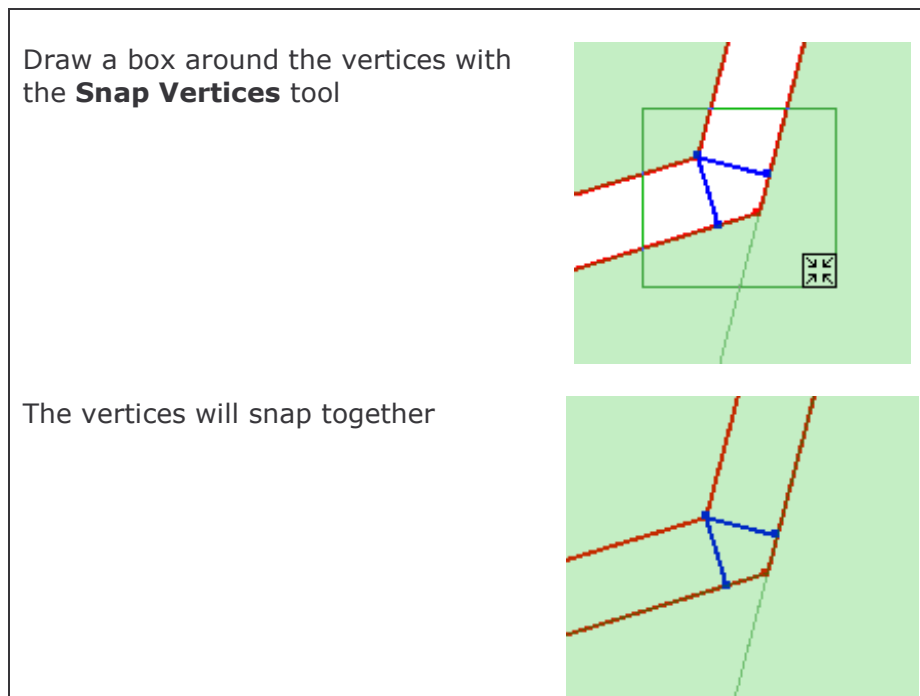 Draw a box around the vertices with
the Snap Vertices tool
The vertices will snap together